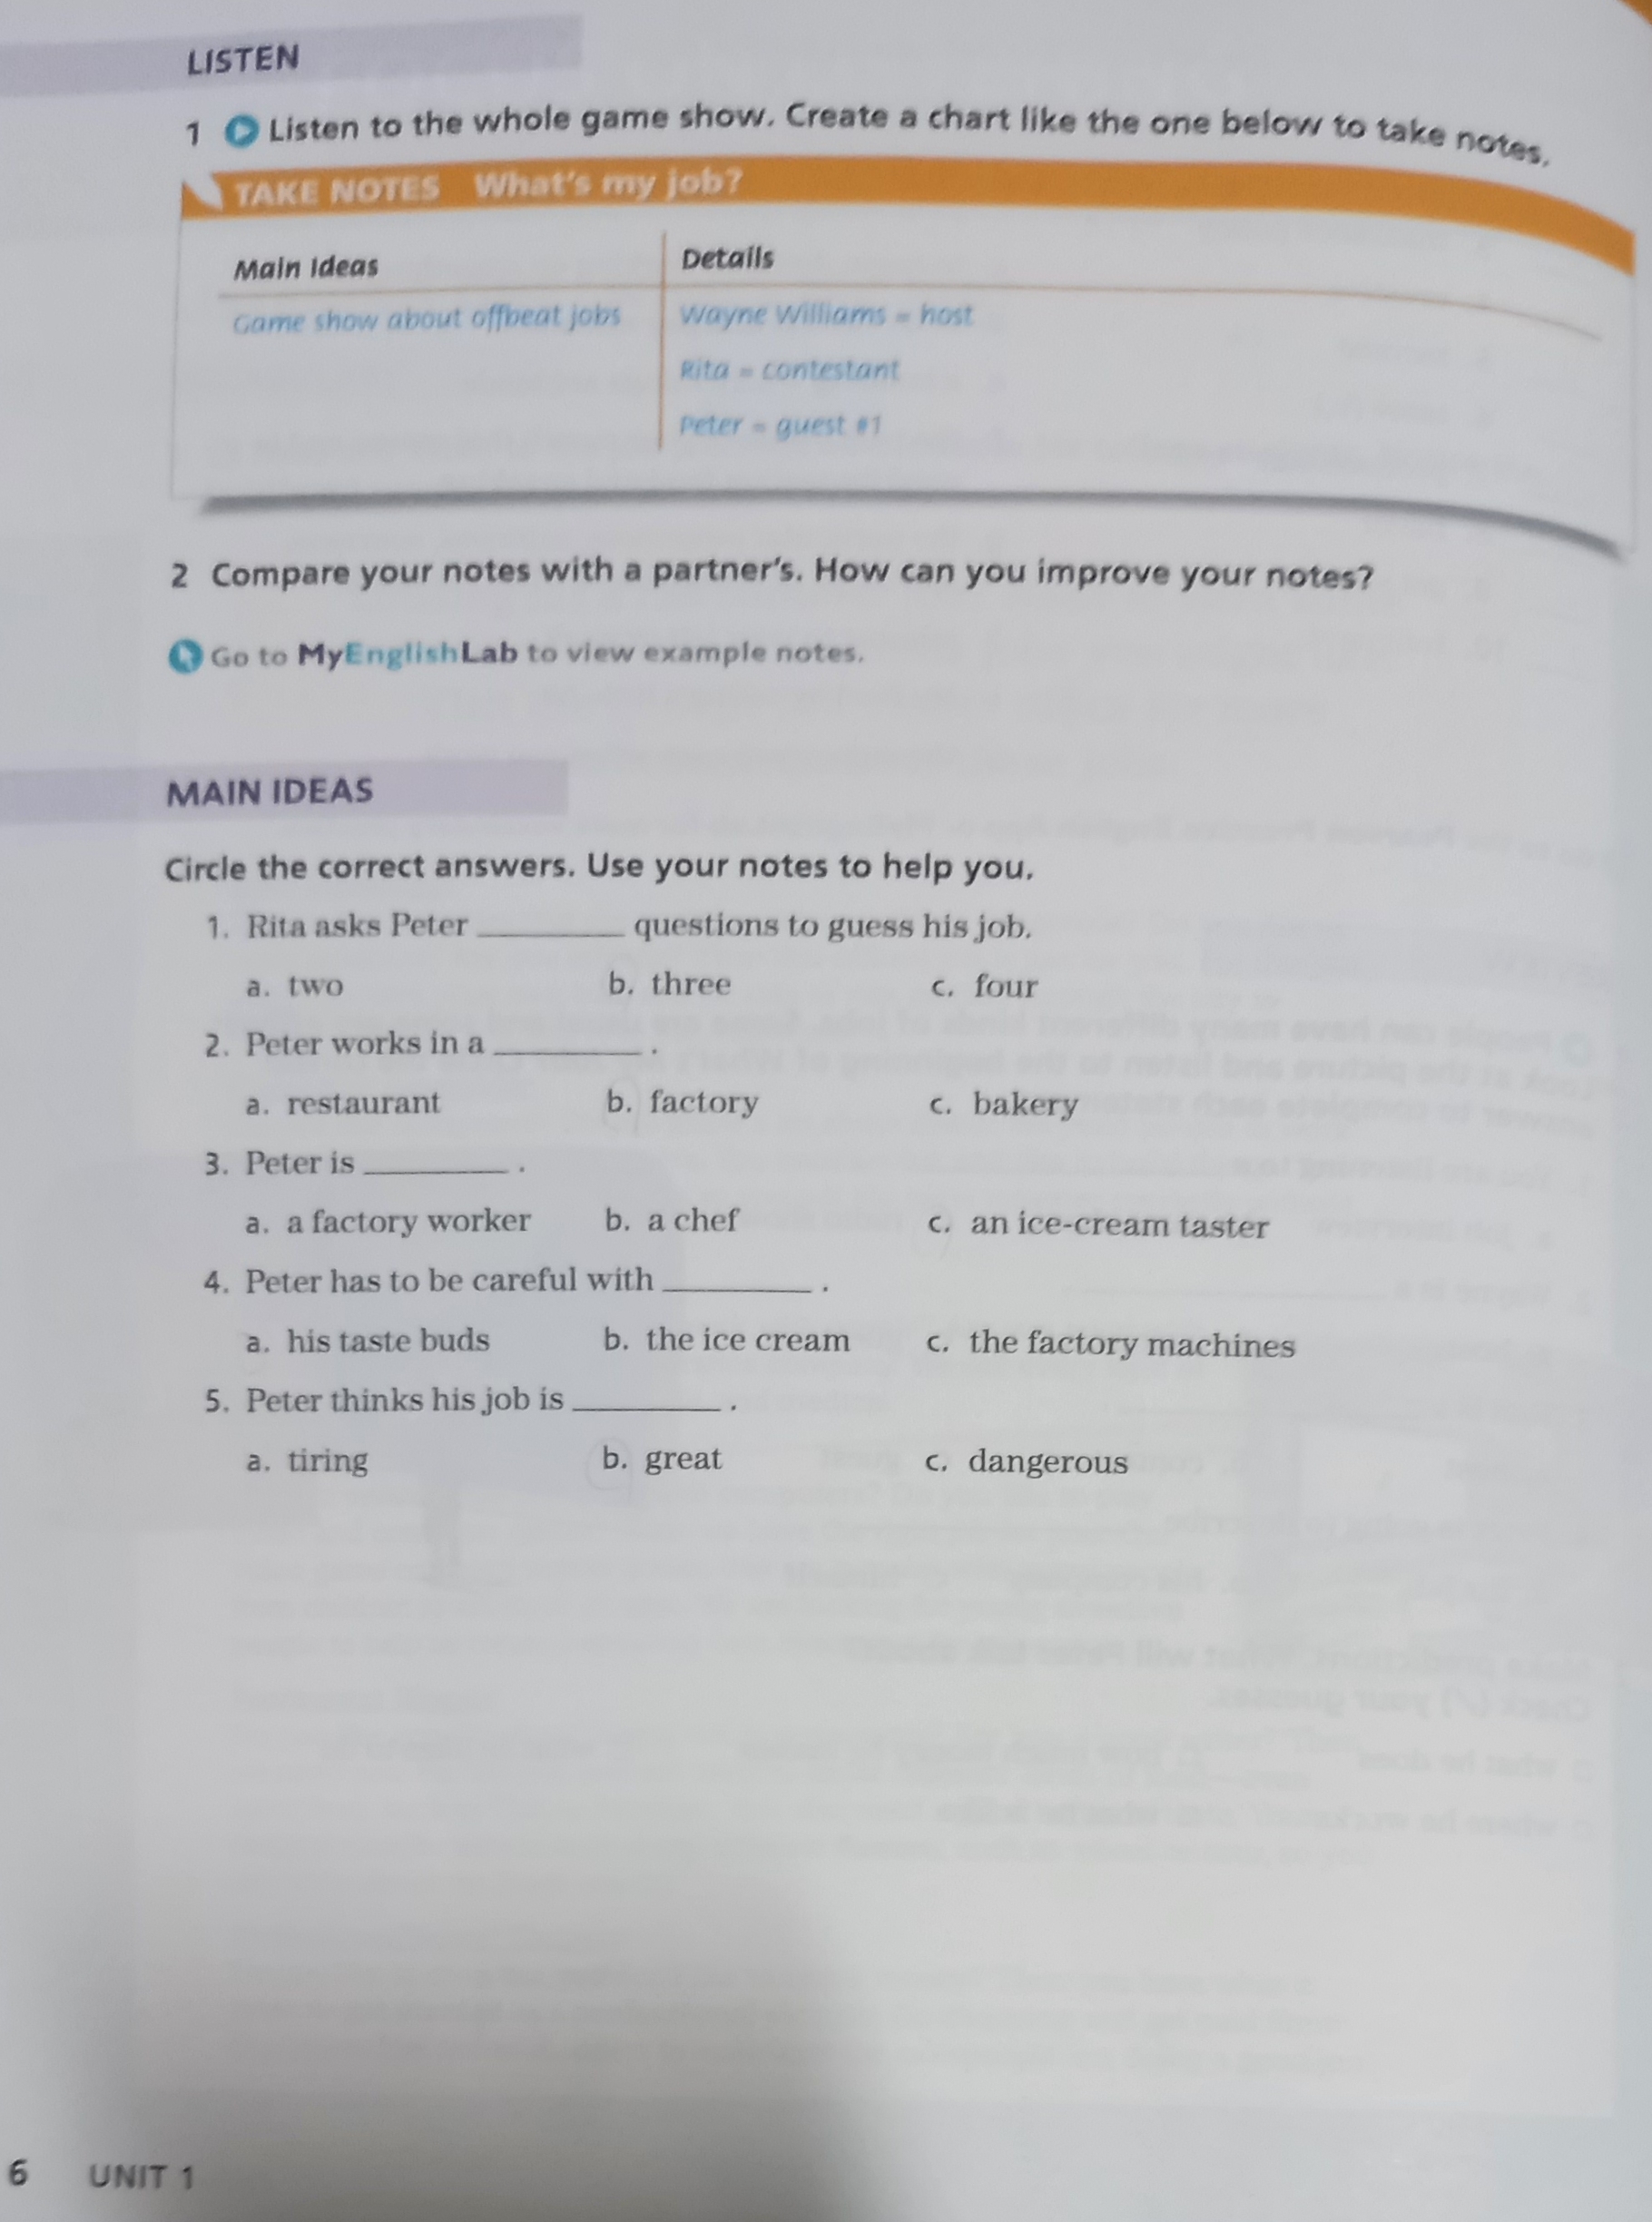 LISTEN
1 Listen to the whole game show. Create a chart like the one below to take notes.
TAKE NOTES What's my job?
Main Ideas
Details
Game show about offbeat jobs
Wayne Williams = host
Rita = contestant
Peter = guest #1
2 Compare your notes with a partner's. How can you improve your notes?
Go to MyEnglishLab to view example notes.
MAIN IDEAS
Circle the correct answers. Use your notes to help you.
1. Rita asks Peter ________ questions to guess his job.
a. two b. three c. four
2. Peter works in a ________ .
a. restaurant b. factory c. bakery
3. Peter is ________ .
a. a factory worker b. a chef c. an ice-cream taster
4. Peter has to be careful with ________ .
a. his taste buds b. the ice cream c. the factory machines
5. Peter thinks his job is ________ .
a. tiring b. great c. dangerous
6 UNIT 1